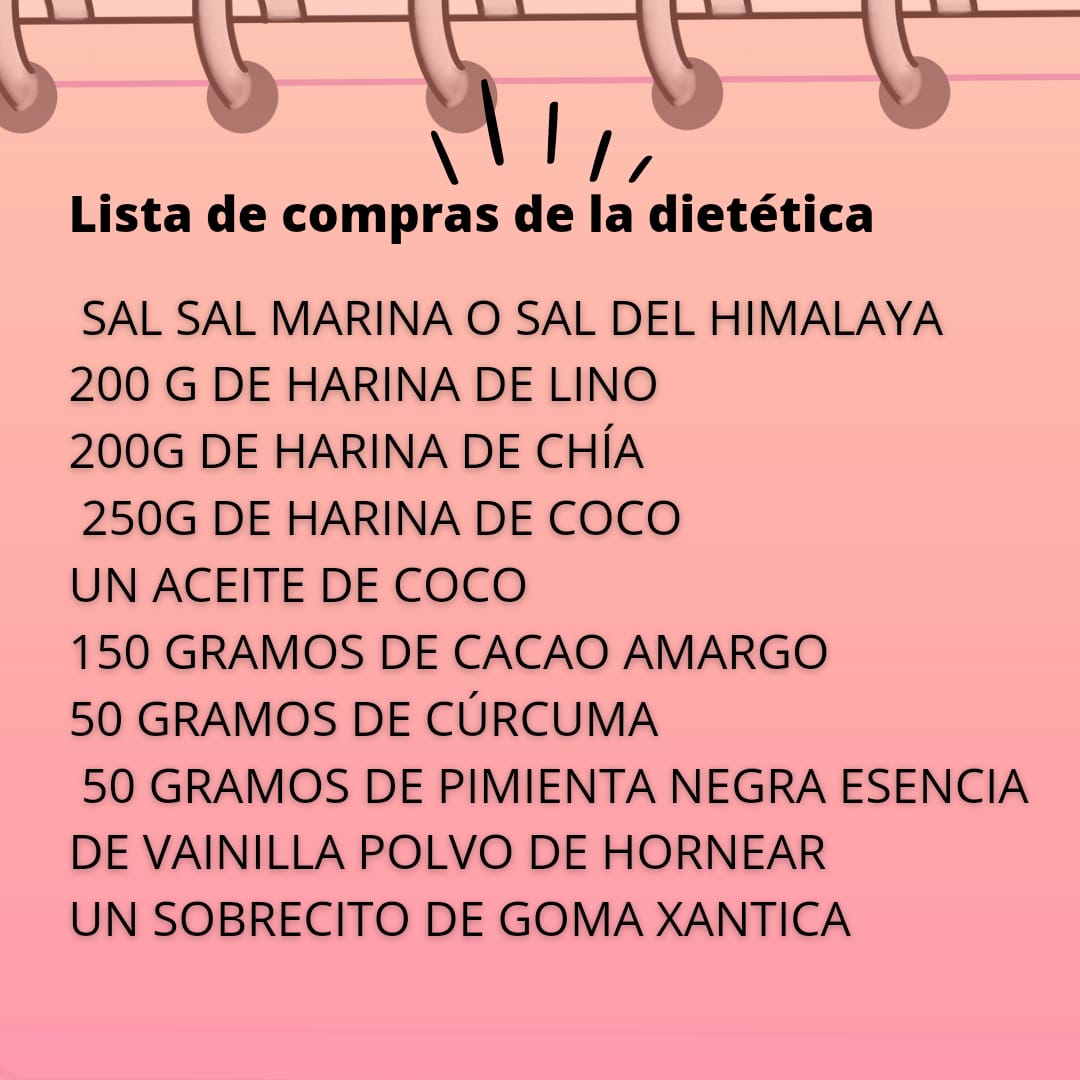 Lista de compras de la dietética
SAL SAL MARINA O SAL DEL HIMALAYA
200 G DE HARINA DE LINO
200G DE HARINA DE CHÍA
250G DE HARINA DE COCO
UN ACEITE DE COCO
150 GRAMOS DE CACAO AMARGO
50 GRAMOS DE CÚRCUMA
50 GRAMOS DE PIMIENTA NEGRA ESENCIA
DE VAINILLA POLVO DE HORNEAR
UN SOBRECITO DE GOMA XANTICA